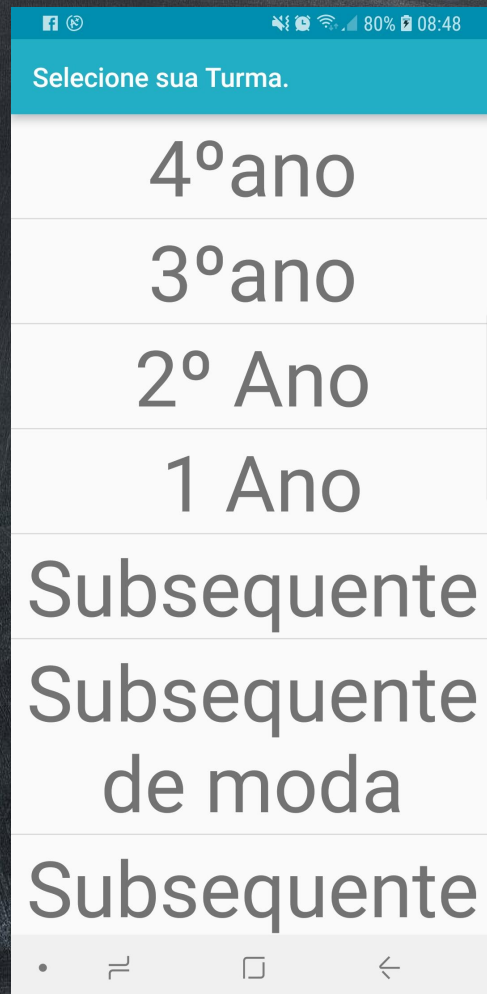 80% 08:48
Selecione sua Turma.
4ºano
3ºano
2º Ano
1 Ano
Subsequente
Subsequente
de moda
Subsequente